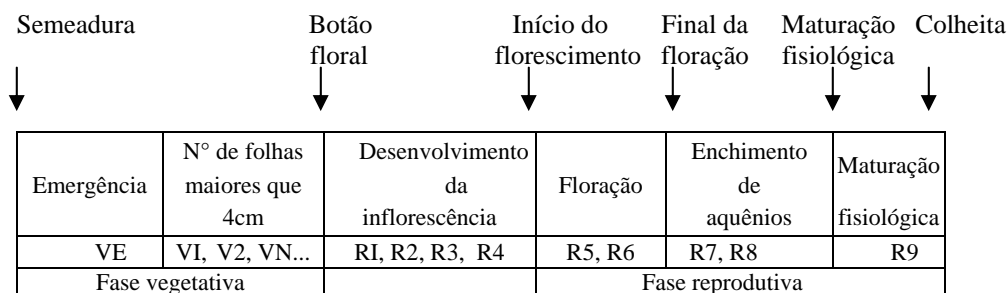 Semeadura Botão Início do Final da Maturação Colheita
floral florescimento floração fisiológica
Emergência N° de folhas maiores que 4cm Desenvolvimento da inflorescência Floração Enchimento de aquênios Maturação fisiológica
VE VI, V2, VN... RI, R2, R3, R4 R5, R6 R7, R8 R9
Fase vegetativa Fase reprodutiva